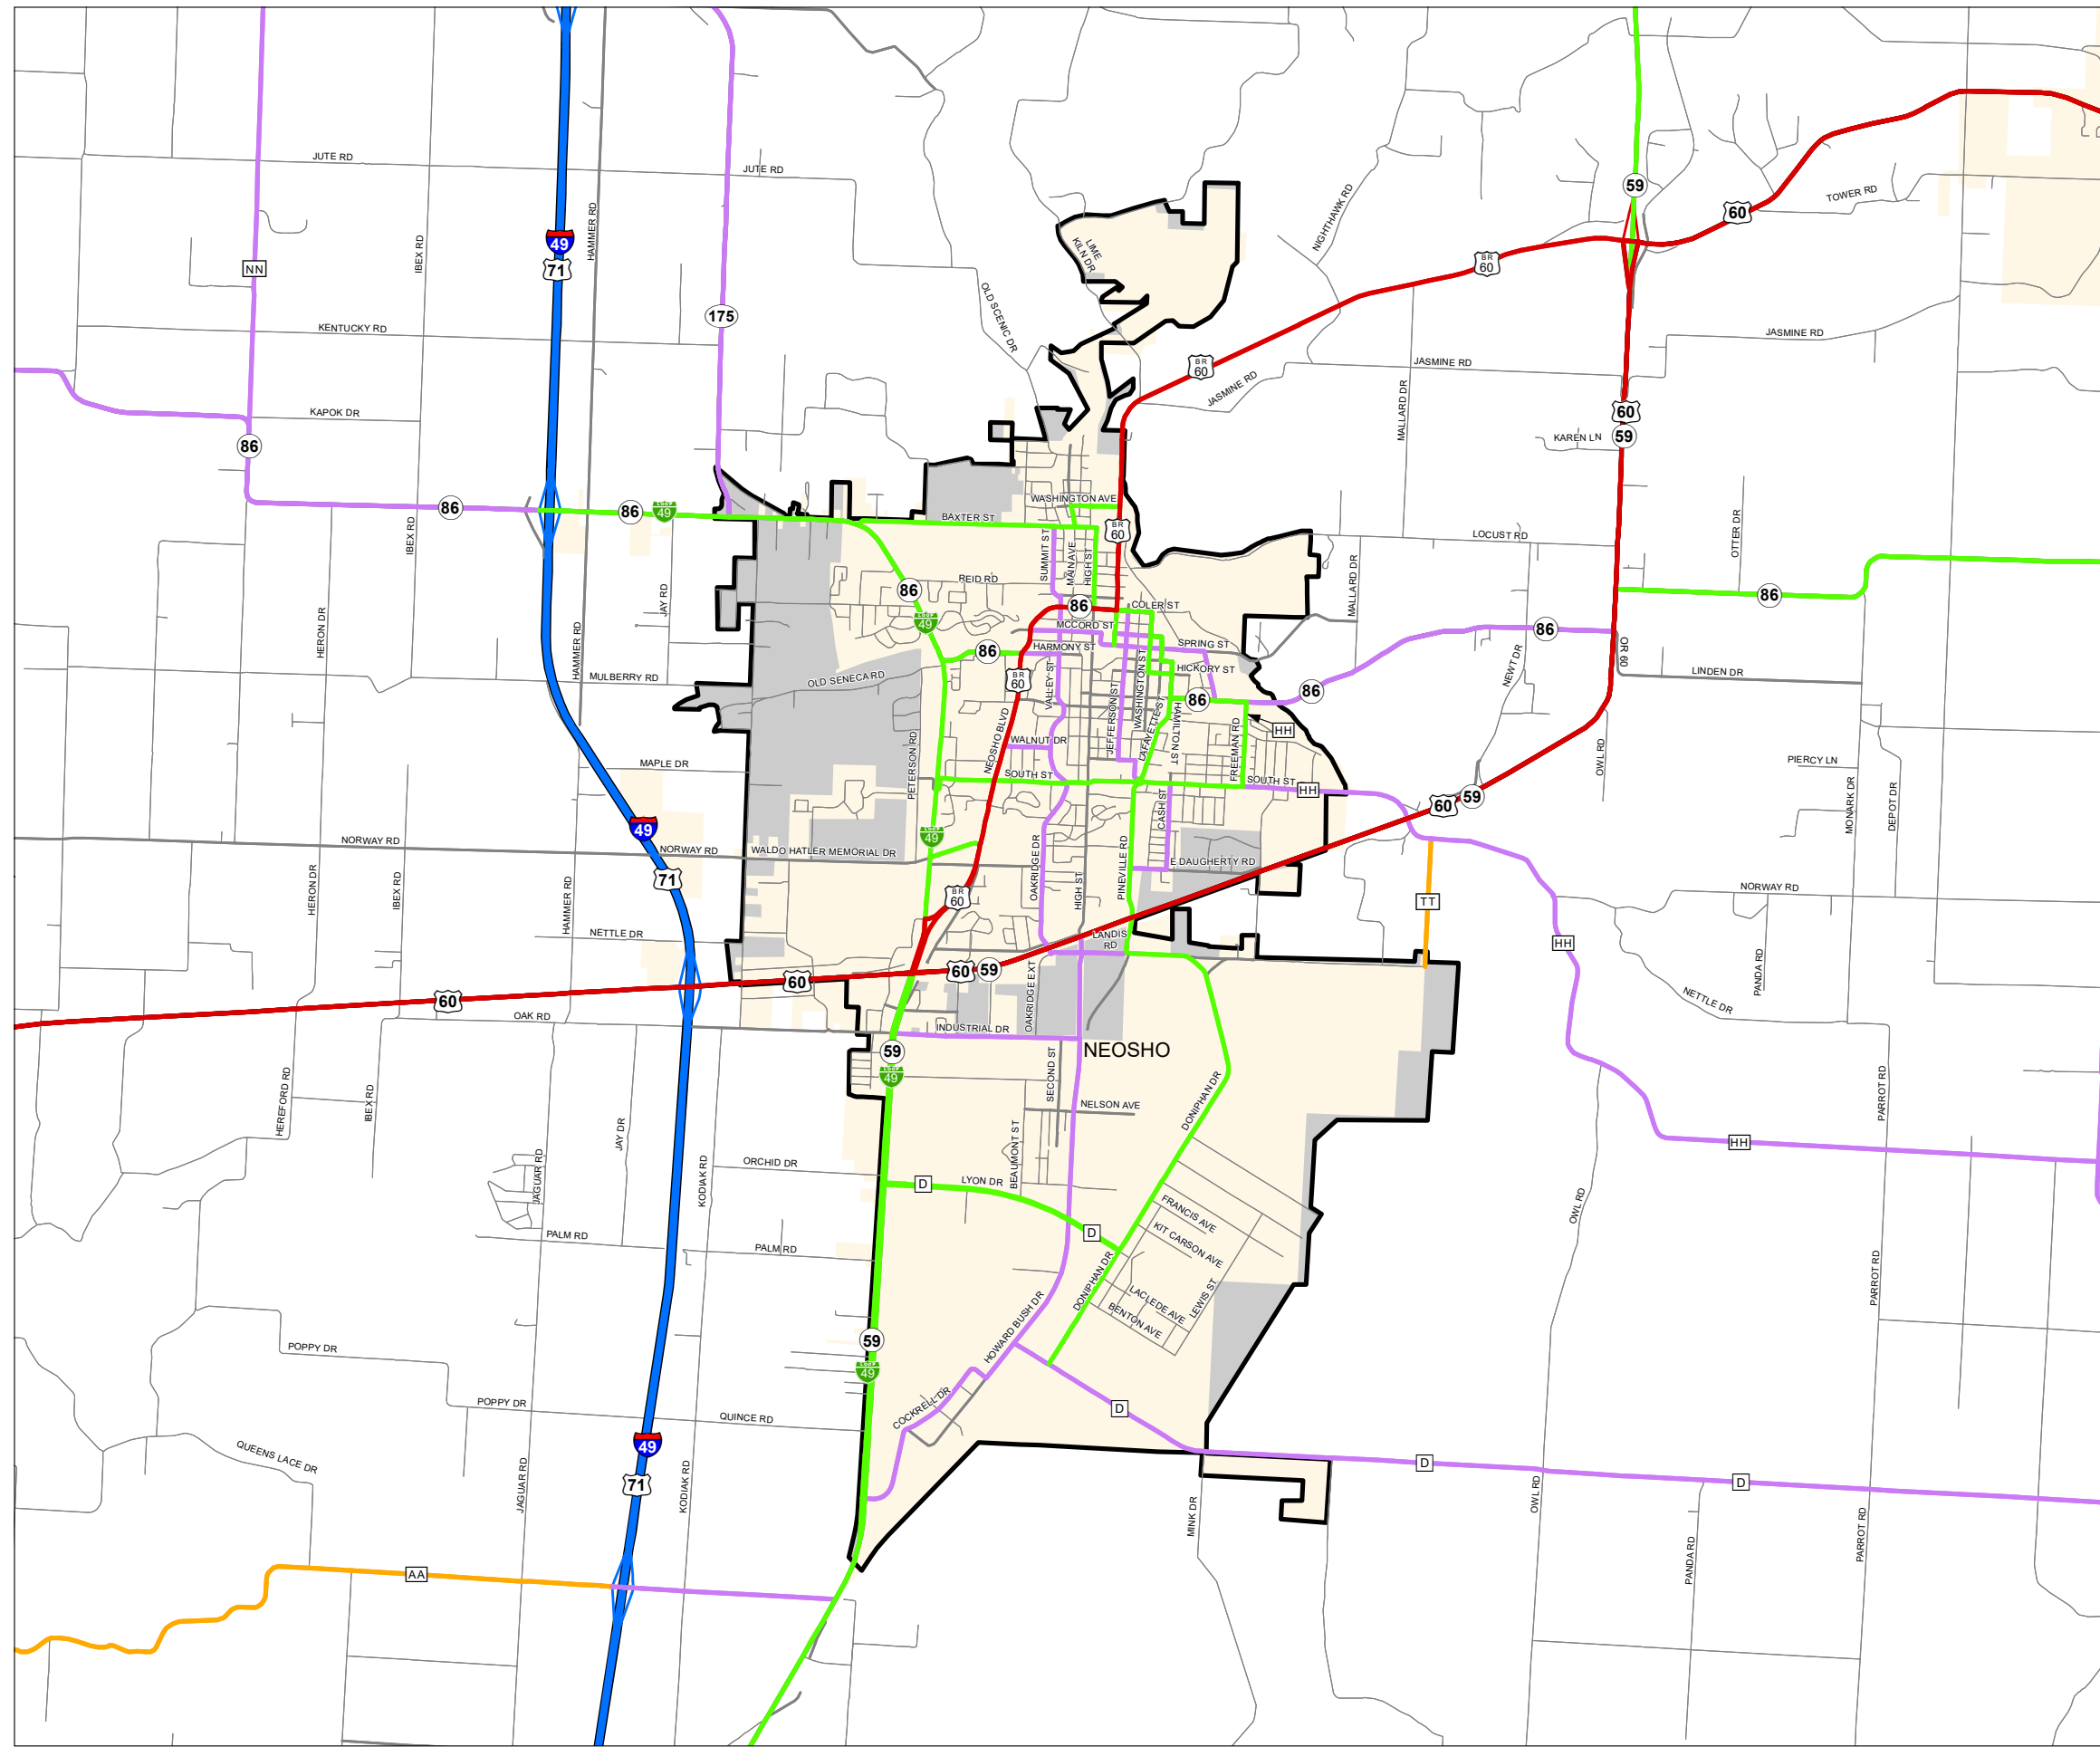 JUTE RD
JUTE RD
59
TOWER RD
60
NIGHTHAWK RD
HAMMER RD
IBEX RD
49
71
NN
LIME
KILN DR
BR
60
OLD SCENIC DR
175
KENTUCKY RD
JASMINE RD
JASMINE RD
BR
60
JASMINE RD
MALLARD DR
KAPOK DR
60
59
KAREN LN
86
86
86
LOOP
49
WASHINGTON AVE
BAXTER ST
BR
60
IBEX RD
SUMMIT ST
MAIN AVE
HIGH ST
LOCUST RD
OTTER DR
MALLARD DR
REID RD
86
JAY RD
86
COLER ST
86
LOOP
49
MCCORD ST
86
HERON DR
HAMMER RD
86
HARMONY ST
SPRING ST
OR 60
HICKORY ST
NEWT DR
LINDEN DR
MULBERRY RD
OLD SENECA RD
BR
60
VALLEY ST
WASHINGTON ST
JEFFERSON ST
86
86
LAFAYETTE ST
HAMILTON ST
FREEMAN RD
HH
NEOSHO BLVD
WALNUT DR
PETERSON RD
OWL RD
MAPLE DR
SOUTH ST
SOUTH ST
HH
PIERCY LN
60
59
MONARK DR
DEPOT DR
CASH ST
49
LOOP
49
NORWAY RD
NORWAY RD
WALDO HATLER MEMORIAL DR
E DAUGHERTY RD
OAKRIDGE DR
PINEVILLE RD
HIGH ST
71
HERON DR
IBEX RD
HAMMER RD
BR
60
TT
NORWAY RD
NETTLE DR
LANDIS
RD
HH
PANDA RD
60
60
60
59
OAKRIDGE EXT
NETTLE DR
OAK RD
INDUSTRIAL DR
59
NEOSHO
LOOP
49
SECOND ST
HEREFORD RD
IBEX RD
NELSON AVE
DONIPHAN DR
PARROT RD
JAY DR
BEAUMONT ST
HH
JAGUAR RD
KODIAK RD
ORCHID DR
D
LYON DR
FRANCIS AVE
OWL RD
PALM RD
PALM RD
D
KIT CARSON AVE
DONIPHAN DR
LACLEDE AVE
LEWIS ST
BENTON AVE
PARROT RD
HOWARD BUSH DR
POPPY DR
59
LOOP
49
POPPY DR
QUINCE RD
COCKRELL DR
D
QUEENS LACE DR
49
71
JAGUAR RD
KODIAK RD
D
D
MINK DR
OWL RD
PANDA RD
PARROT RD
AA